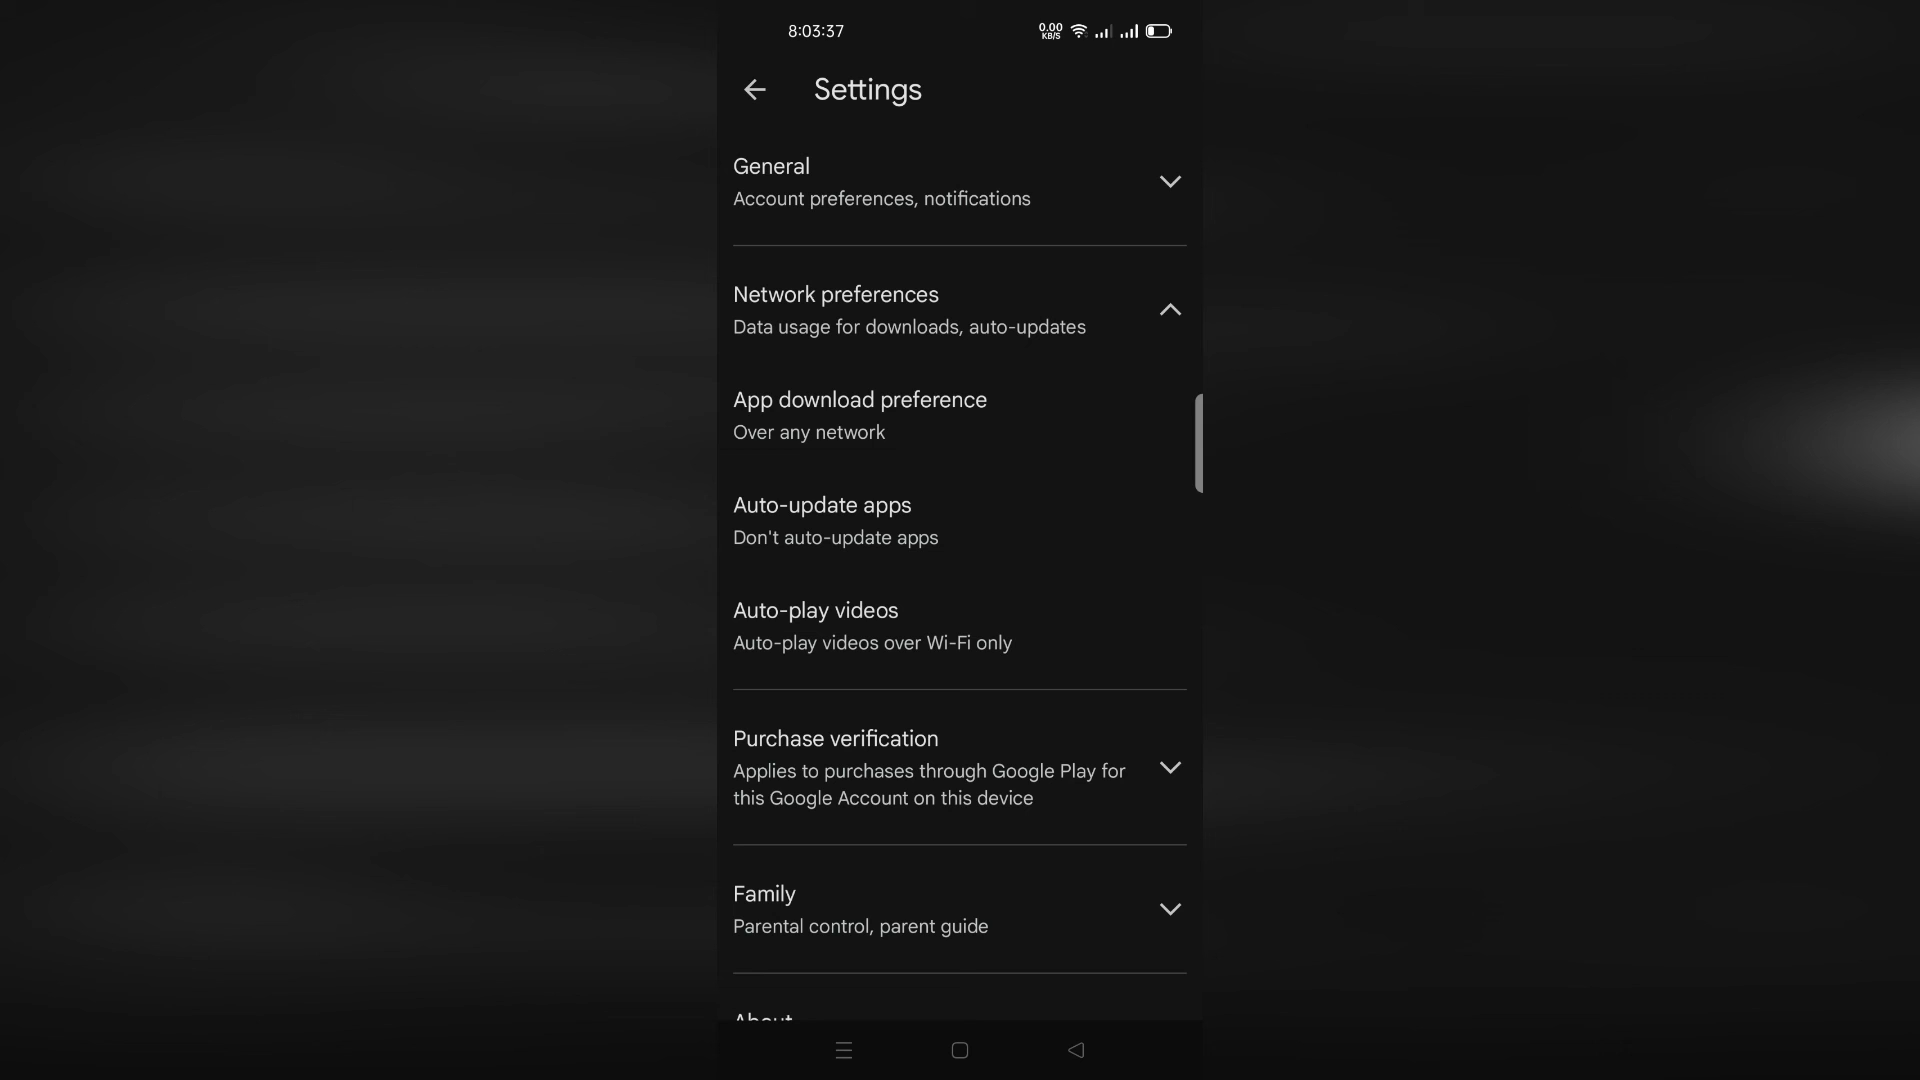 8:03:37
0.00
KB/S
Settings
General
Account preferences, notifications
Network preferences
Data usage for downloads, auto-updates
App download preference
Over any network
Auto-update apps
Don't auto-update apps
Auto-play videos
Auto-play videos over Wi-Fi only
Purchase verification
Applies to purchases through Google Play for
this Google Account on this device
Family
Parental control, parent guide
About